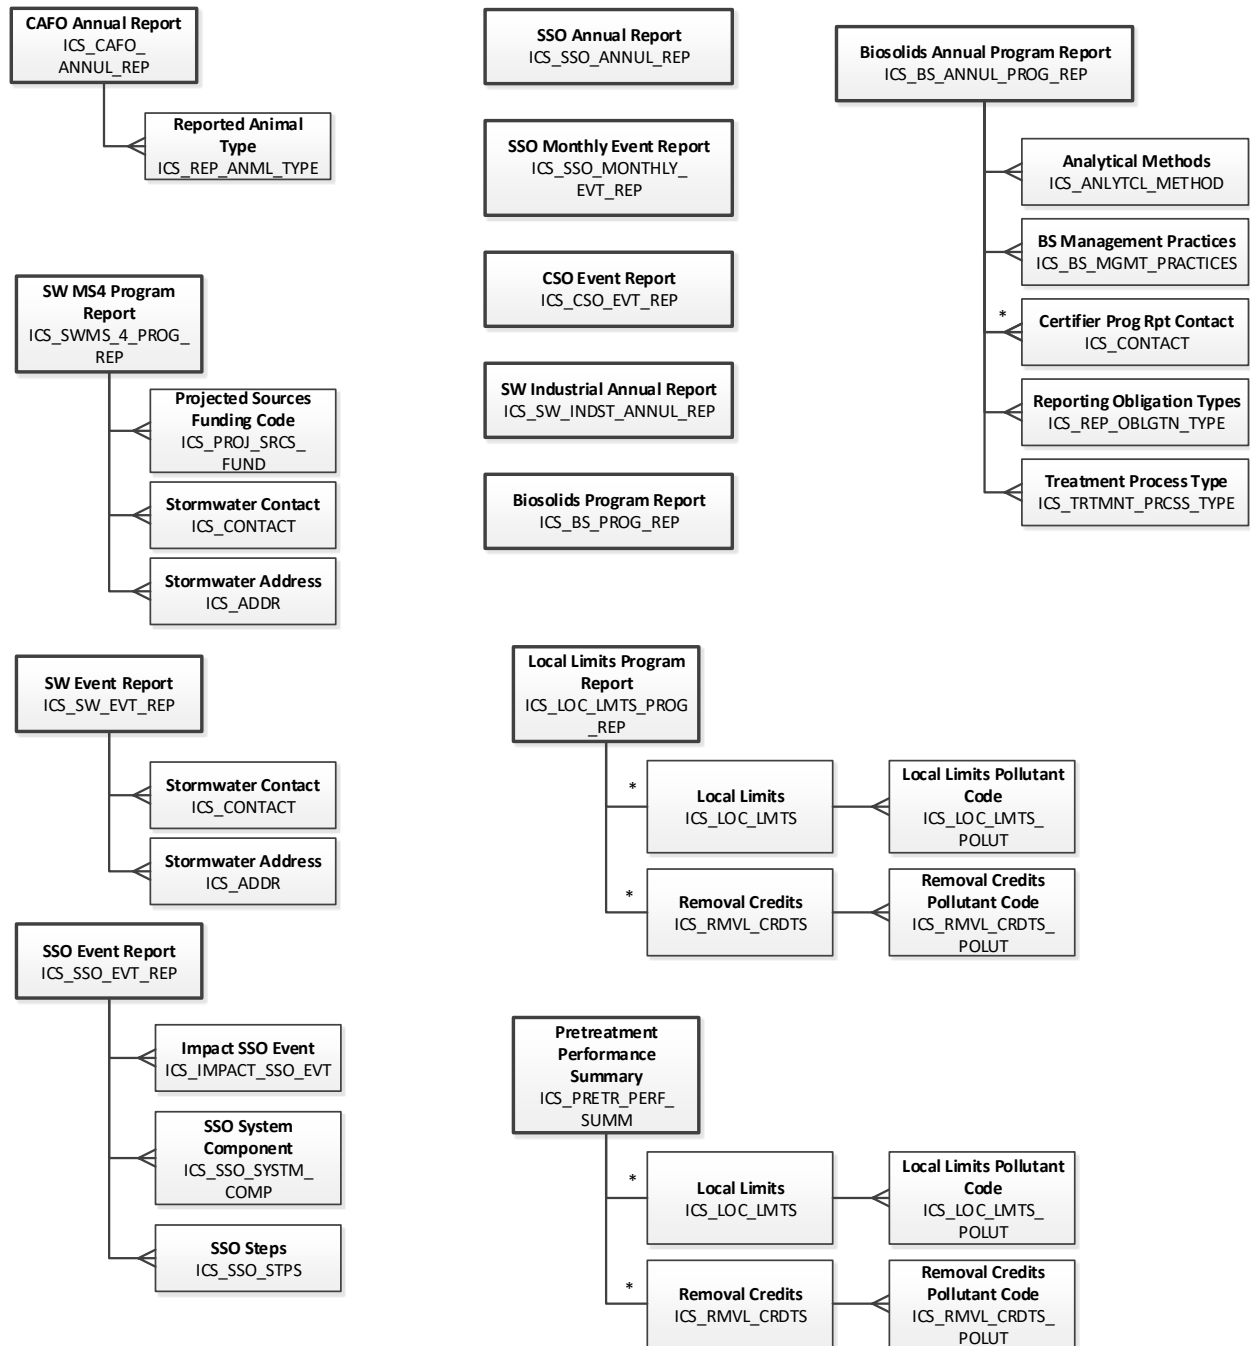 CAFO Annual Report
ICS_CAFO_
ANNUL_REP
Reported Animal
Type
ICS_REP_ANML_TYPE
SW MS4 Program
Report
ICS_SWMS_4_PROG_
REP
Projected Sources
Funding Code
ICS_PROJ_SRCS_
FUND
Stormwater Contact
ICS_CONTACT
Stormwater Address
ICS_ADDR
SW Event Report
ICS_SW_EVT_REP
Stormwater Contact
ICS_CONTACT
Stormwater Address
ICS_ADDR
SSO Event Report
ICS_SSO_EVT_REP
Impact SSO Event
ICS_IMPACT_SSO_EVT
SSO System
Component
ICS_SSO_SYSTM_
COMP
SSO Steps
ICS_SSO_STPS
SSO Annual Report
ICS_SSO_ANNUL_REP
SSO Monthly Event Report
ICS_SSO_MONTHLY_
EVT_REP
CSO Event Report
ICS_CSO_EVT_REP
SW Industrial Annual Report
ICS_SW_INDST_ANNUL_REP
Biosolids Program Report
ICS_BS_PROG_REP
Biosolids Annual Program Report
ICS_BS_ANNUL_PROG_REP
Analytical Methods
ICS_ANLYTCL_METHOD
BS Management Practices
ICS_BS_MGMT_PRACTICES
*
Certifier Prog Rpt Contact
ICS_CONTACT
Reporting Obligation Types
ICS_REP_OBLGTN_TYPE
Treatment Process Type
ICS_TRTMNT_PRCSS_TYPE
Local Limits Program
Report
ICS_LOC_LMTS_PROG
_REP
*
Local Limits
ICS_LOC_LMTS
Local Limits Pollutant
Code
ICS_LOC_LMTS_
POLUT
*
Removal Credits
ICS_RMVL_CRDTS
Removal Credits
Pollutant Code
ICS_RMVL_CRDTS_
POLUT
Pretreatment
Performance
Summary
ICS_PRETR_PERF_
SUMM
*
Local Limits
ICS_LOC_LMTS
Local Limits Pollutant
Code
ICS_LOC_LMTS_
POLUT
*
Removal Credits
ICS_RMVL_CRDTS
Removal Credits
Pollutant Code
ICS_RMVL_CRDTS_
POLUT